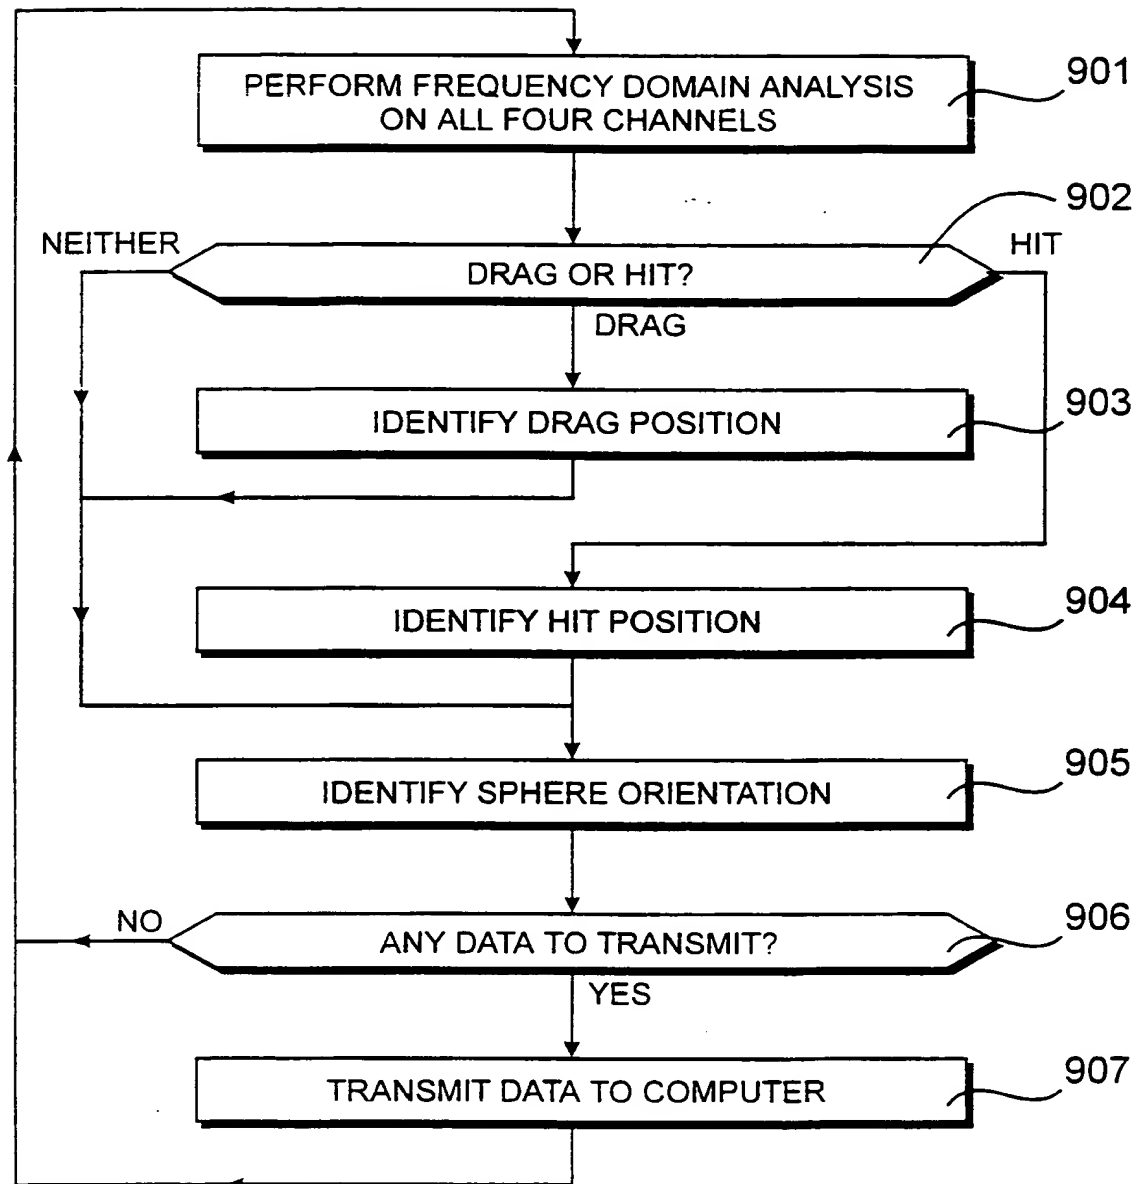 PERFORM FREQUENCY DOMAIN ANALYSIS
ON ALL FOUR CHANNELS
901
902
NEITHER
HIT
DRAG OR HIT?
DRAG
IDENTIFY DRAG POSITION
903
IDENTIFY HIT POSITION
904
IDENTIFY SPHERE ORIENTATION
905
NO
ANY DATA TO TRANSMIT?
906
YES
TRANSMIT DATA TO COMPUTER
907